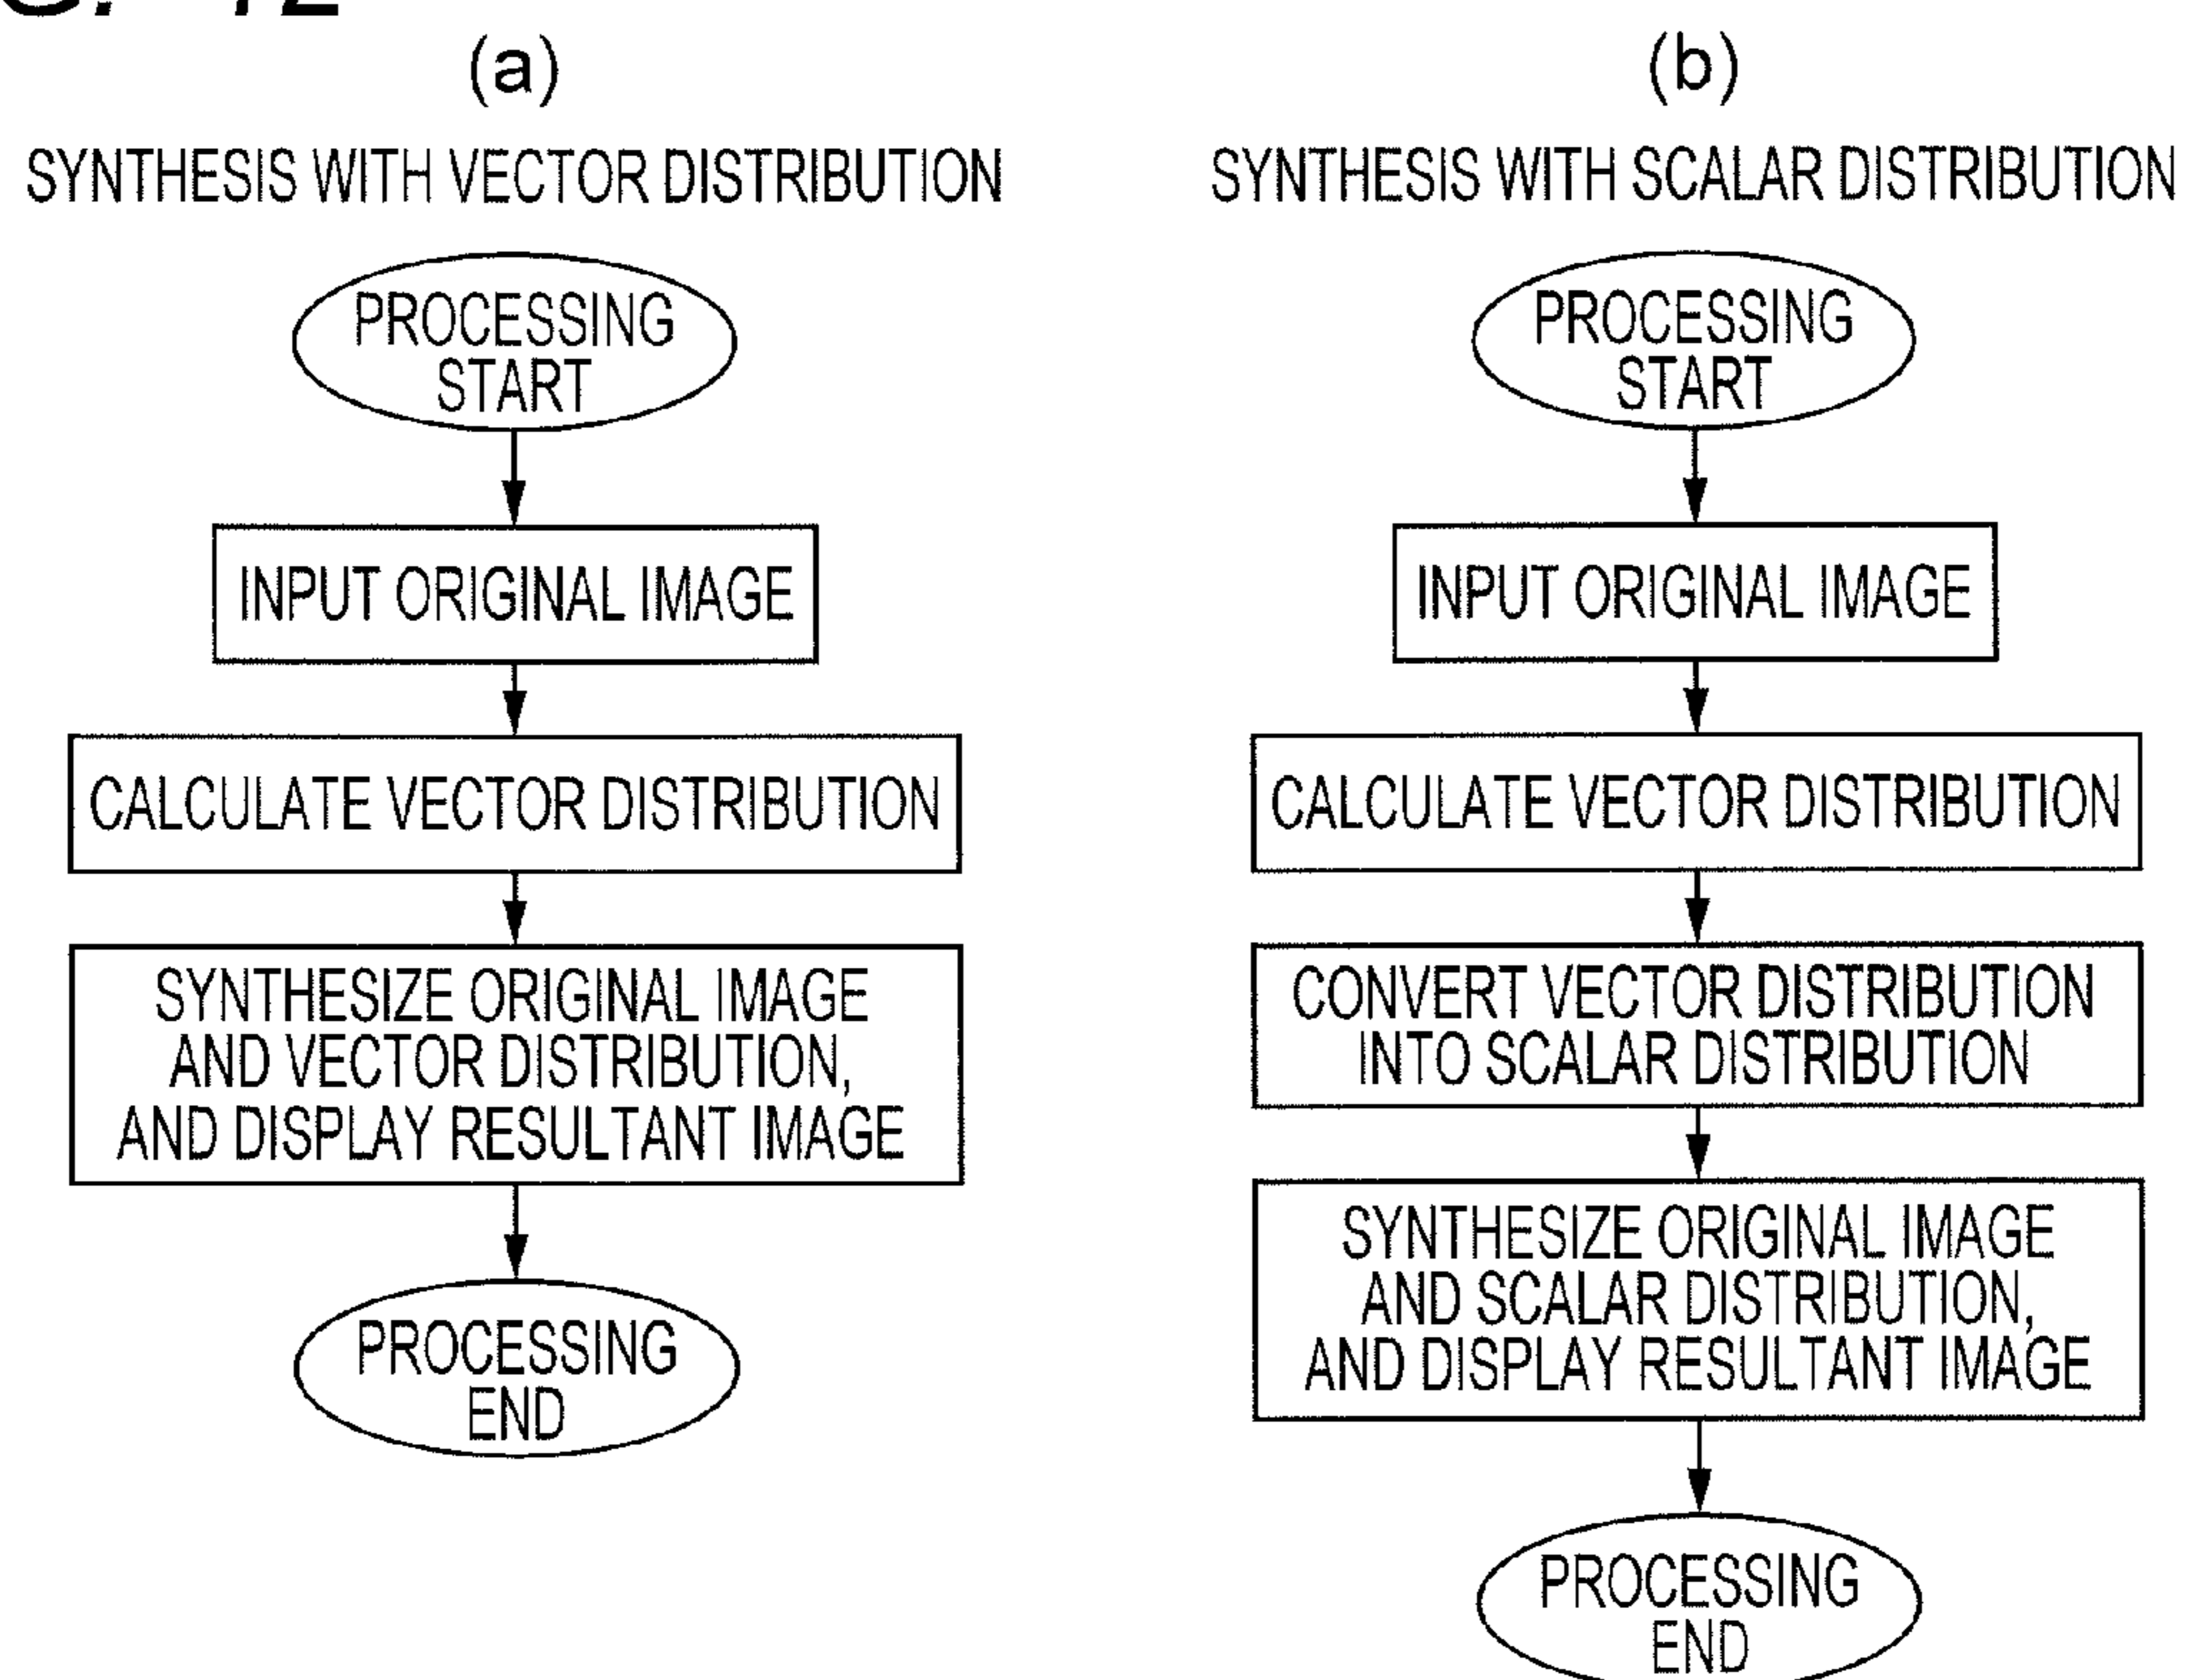 (a)
SYNTHESIS WITH VECTOR DISTRIBUTION
PROCESSING
START
INPUT ORIGINAL IMAGE
CALCULATE VECTOR DISTRIBUTION
SYNTHESIZE ORIGINAL IMAGE
AND VECTOR DISTRIBUTION,
AND DISPLAY RESULTANT IMAGE
PROCESSING
END
(b)
SYNTHESIS WITH SCALAR DISTRIBUTION
PROCESSING
START
INPUT ORIGINAL IMAGE
CALCULATE VECTOR DISTRIBUTION
CONVERT VECTOR DISTRIBUTION
INTO SCALAR DISTRIBUTION
SYNTHESIZE ORIGINAL IMAGE
AND SCALAR DISTRIBUTION,
AND DISPLAY RESULTANT IMAGE
PROCESSING
END